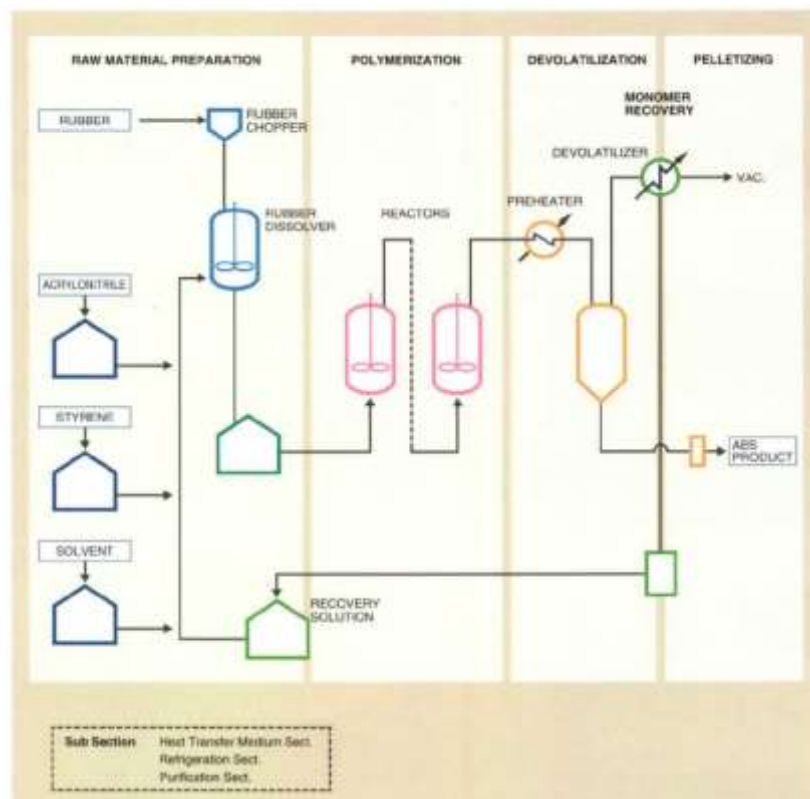 RAW MATERIAL PREPARATION
POLYMERIZATION
DEVOLATILIZATION
PELLETIZING
MONOMER
RECOVERY
RUBBER
RUBBER
CHOPPER
DEVOLATILIZER
VAC.
RUBBER
DISSOLVER
REACTORS
PREHEATER
ACRYLONITRILE
STYRENE
ABS
PRODUCT
SOLVENT
RECOVERY
SOLUTION
Sub Section Heat Transfer Medium Sect.
Refrigeration Sect.
Purification Sect.